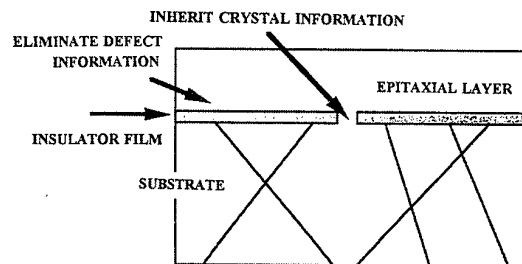 INHERIT CRYSTAL INFORMATION
ELIMINATE DEFECT
INFORMATION
EPITAXIAL LAYER
INSULATOR FILM
SUBSTRATE